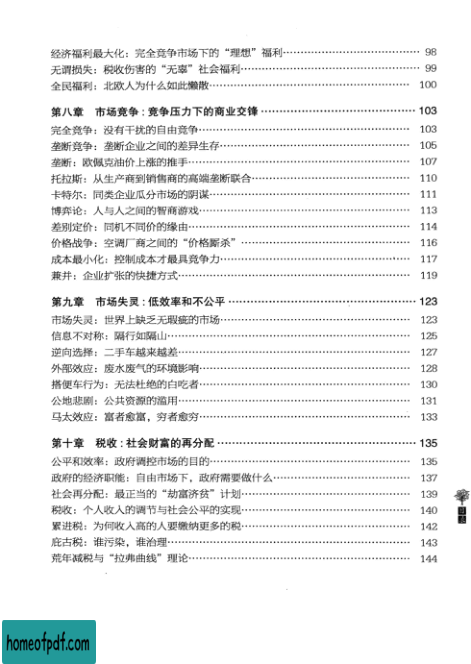 经济福利最大化：完全竞争市场下的“理想”福利 98
无谓损失：税收伤害的“无辜”社会福利 99
全民福利：北欧人为什么如此懒散 100
第八章 市场竞争：竞争压力下的商业交锋 103
完全竞争：没有干扰的自由竞争 103
垄断竞争：垄断企业之间的差异生存 105
垄断：欧佩克油价上涨的推手 107
托拉斯：从生产商到销售商的高端垄断联合 110
卡特尔：同类企业瓜分市场的阴谋 111
博弈论：人与人之间的智商游戏 113
差别定价：同机不同价的缘由 114
价格战争：空调厂商之间的“价格厮杀” 116
成本最小化：控制成本才最具竞争力 117
兼并：企业扩张的快捷方式 119
第九章 市场失灵：低效率和不公平 123
市场失灵：世界上缺乏无瑕疵的市场 123
信息不对称：隔行如隔山 125
逆向选择：二手车越来越差 127
外部效应：废水废气的环境影响 128
搭便车行为：无法杜绝的白吃者 130
公地悲剧：公共资源的滥用 131
马太效应：富者愈富，穷者愈穷 133
第十章 税收：社会财富的再分配 135
公平和效率：政府调控市场的目的 135
政府的经济职能：自由市场下，政府需要做什么 137
社会再分配：最正当的“劫富济贫”计划 139
税收：个人收入的调节与社会公平的实现 140
累进税：为何收入高的人要缴纳更多的税 142
庇古税：谁污染，谁治理 143
荒年减税与“拉弗曲线”理论 144
homeofpdf.com